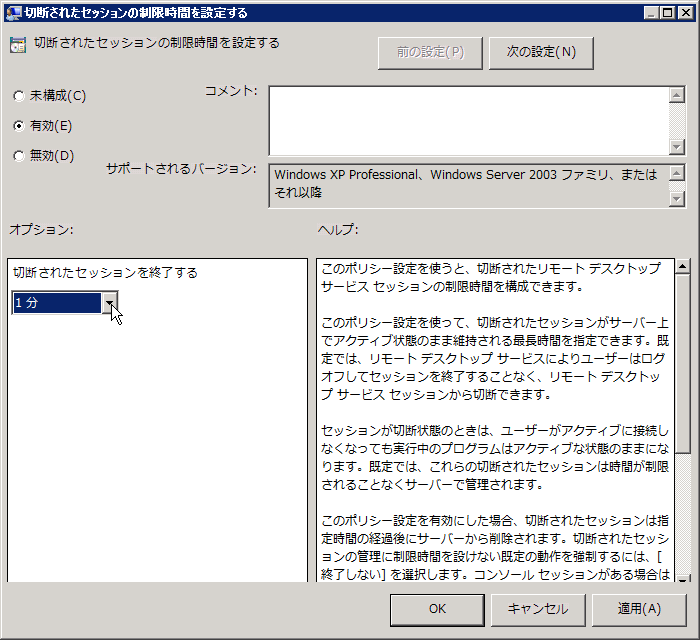 切断されたセッションの制限時間を設定する
切断されたセッションの制限時間を設定する
前の設定(P)
次の設定(N)
未構成(C)
有効(E)
無効(D)
コメント:
サポートされるバージョン:
Windows XP Professional、Windows Server 2003 ファミリ、または
それ以降
オプション:
ヘルプ:
切断されたセッションを終了する
1 分
このポリシー設定を使うと、切断されたリモート デスクトップ
サービス セッションの制限時間を構成できます。
このポリシー設定を使って、切断されたセッションがサーバー上
でアクティブ状態のまま維持される最長時間を指定できます。既
定では、リモート デスクトップ サービスによりユーザーはログ
オフしてセッションを終了することなく、リモート デスクトッ
プ サービス セッションから切断できます。
セッションが切断状態のときは、ユーザーがアクティブに接続し
なくなっても実行中のプログラムはアクティブな状態のままにな
ります。既定では、これらの切断されたセッションは時間が制限
されることなくサーバーで管理されます。
このポリシー設定を有効にした場合、切断されたセッションは指
定時間の経過後にサーバーから削除されます。切断されたセッシ
ョンの管理に制限時間を設けない既定の動作を強制するには、[
終了しない] を選択します。コンソール セッションがある場合は
OK
キャンセル
適用(A)